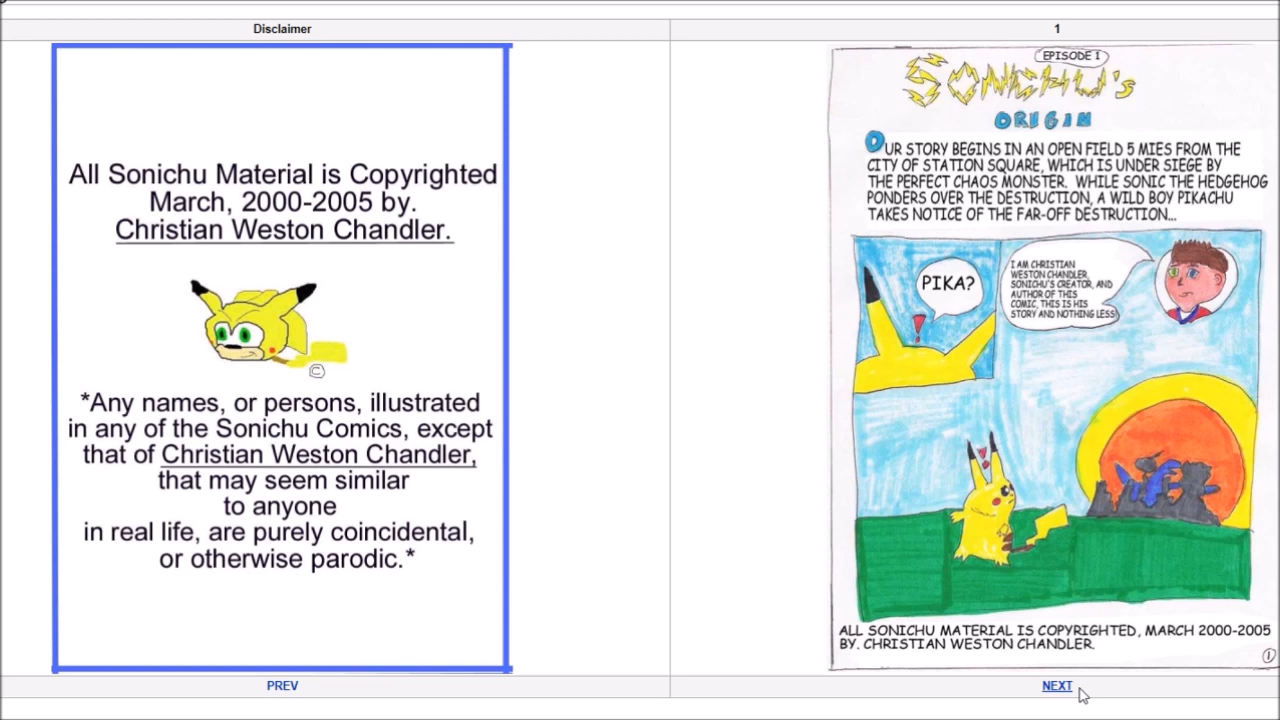 Disclaimer
All Sonichu Material is Copyrighted
March, 2000-2005 by.
Christian Weston Chandler.
©
*Any names, or persons, illustrated
in any of the Sonichu Comics, except
that of Christian Weston Chandler,
that may seem similar
to anyone
in real life, are purely coincidental,
or otherwise parodic.*
PREV
1
EPISODE 1
SONICHU'S
ORIGIN
OUR STORY BEGINS IN AN OPEN FIELD 5 MIES FROM THE
CITY OF STATION SQUARE, WHICH IS UNDER SIEGE BY
THE PERFECT CHAOS MONSTER. WHILE SONIC THE HEDGEHOG
PONDERS OVER THE DESTRUCTION, A WILD BOY PIKACHU
TAKES NOTICE OF THE FAR-OFF DESTRUCTION...
PIKA?
!
I AM CHRISTIAN
WESTON CHANDLER,
SONICHU'S CREATOR, AND
AUTHOR OF THIS
COMIC, THIS IS HIS
STORY AND NOTHING LESS
!
ALL SONICHU MATERIAL IS COPYRIGHTED, MARCH 2000-2005
BY. CHRISTIAN WESTON CHANDLER.
1
NEXT